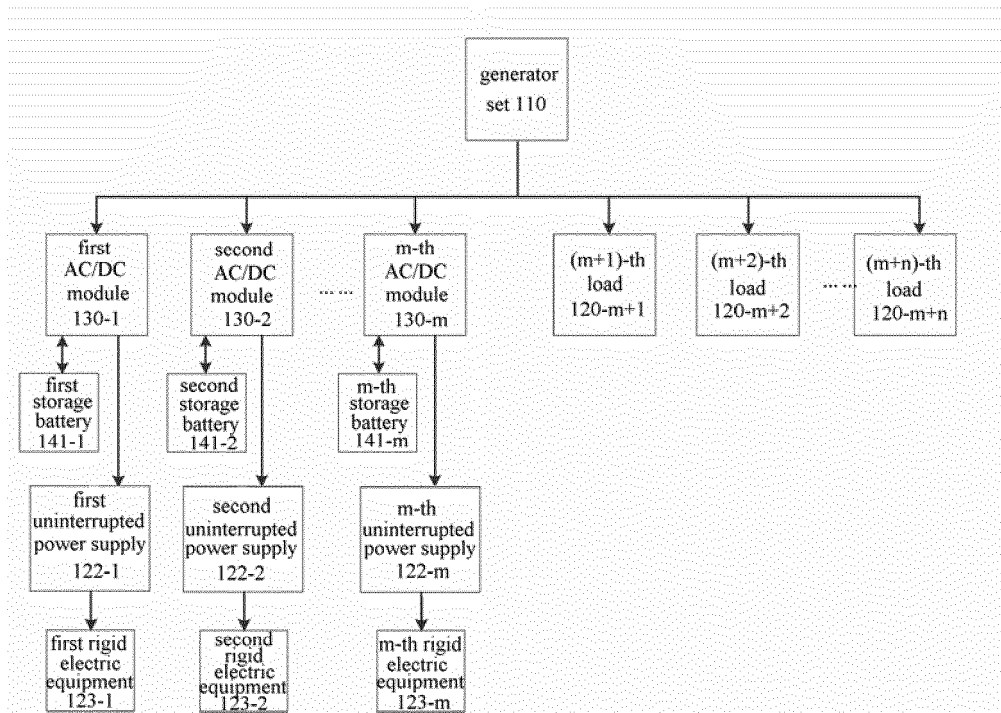 generator
set 110
first
AC/DC
module
130-1
second
AC/DC
module
130-2
... ...
m-th
AC/DC
module
130-m
(m+1)-th
load
120-m+1
(m+2)-th
load
120-m+2
... ...
(m+n)-th
load
120-m+n
first
storage
battery
141-1
second
storage
battery
141-2
m-th
storage
battery
141-m
first
uninterrupted
power supply
122-1
second
uninterrupted
power supply
122-2
m-th
uninterrupted
power supply
122-m
first rigid
electric
equipment
123-1
second
rigid
electric
equipment
123-2
m-th rigid
electric
equipment
123-m